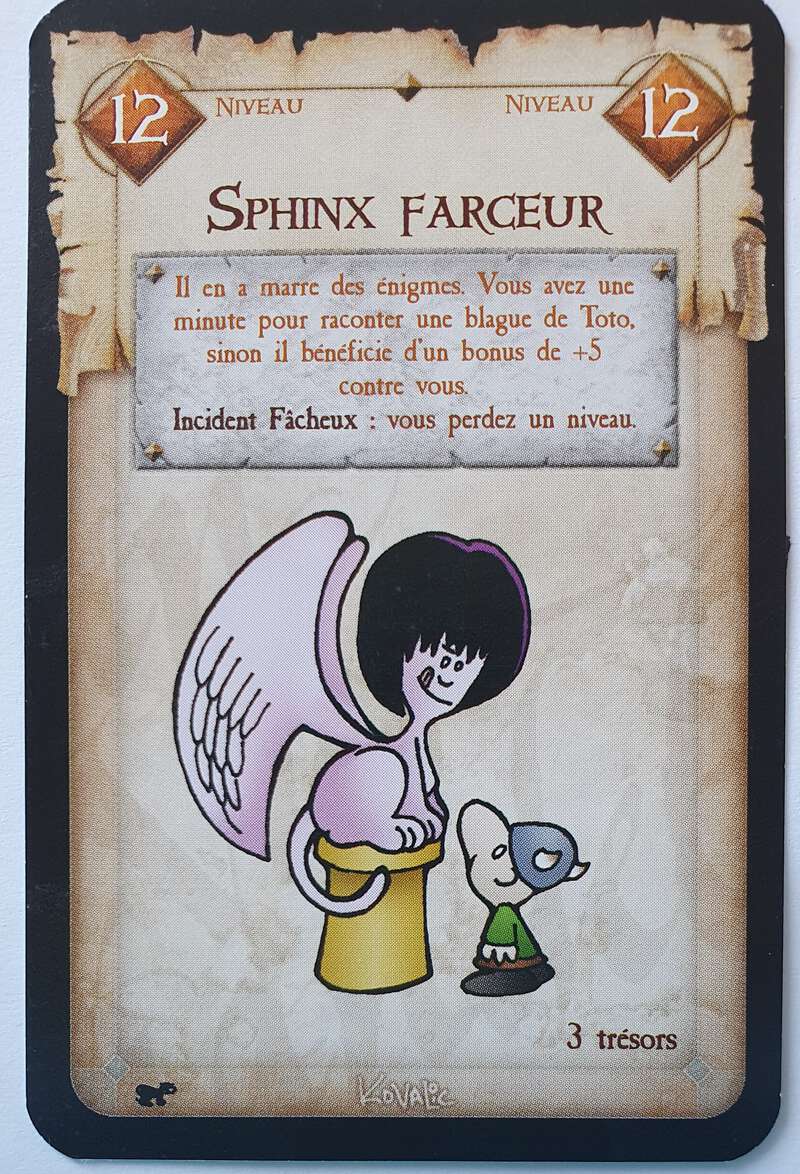 12 Niveau Niveau 12
Sphinx farceur
Il en a marre des énigmes. Vous avez une
minute pour raconter une blague de Toto,
sinon il bénéficie d'un bonus de +5
contre vous.
Incident Fâcheux : vous perdez un niveau.
3 trésors
Kovalic